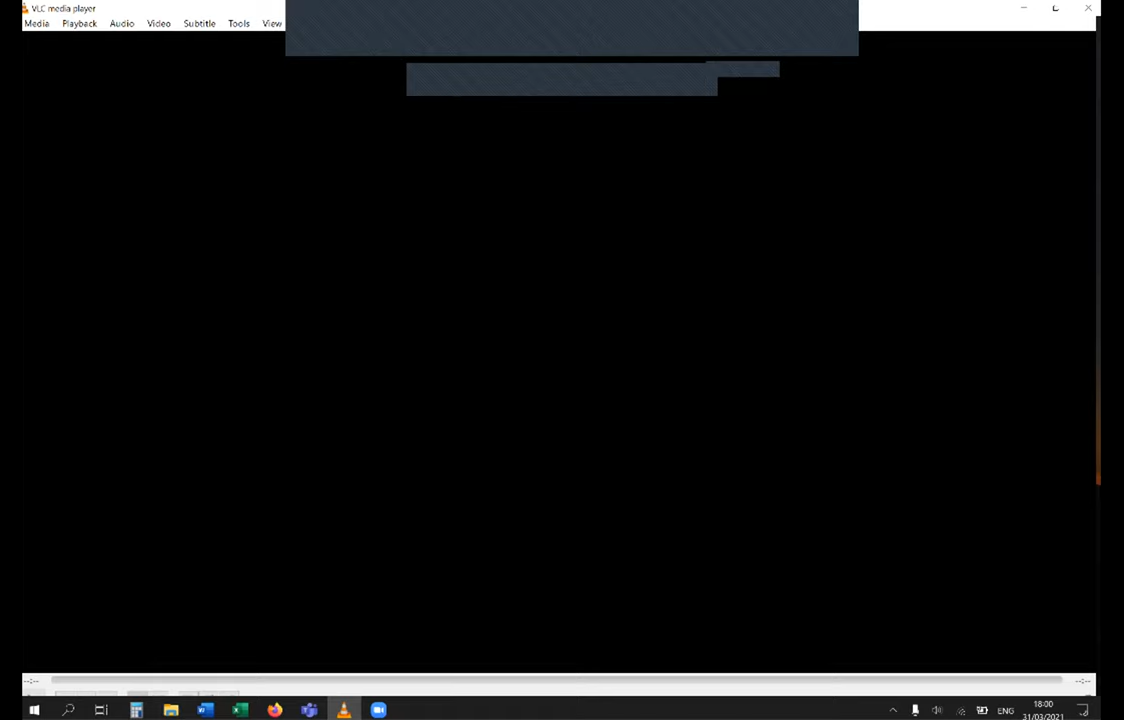 VLC media player
Media Playback Audio Video Subtitle Tools View
--:-- --:--
ENG
18:00
31/03/2021